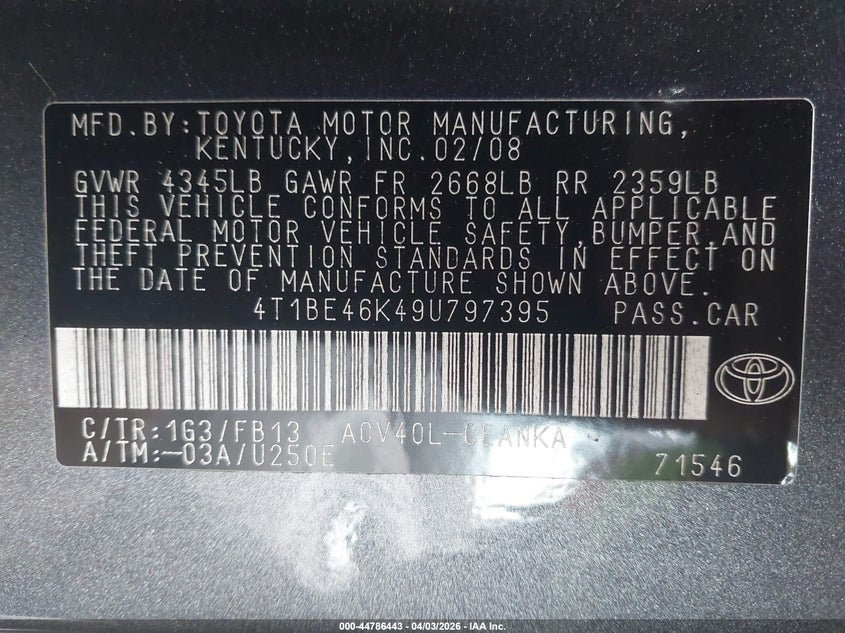 MFD.BY:TOYOTA MOTOR MANUFACTURING,
KENTUCKY,INC.02/08
GVWR 4345LB GAWR FR 2668LB RR 2359LB
THIS VEHICLE CONFORMS TO ALL APPLICABLE
FEDERAL MOTOR VEHICLE SAFETY,BUMPER,AND
THEFT PREVENTION STANDARDS IN EFFECT ON
THE DATE OF MANUFACTURE SHOWN ABOVE.
4T1BE46K49U797395 PASS.CAR
C/TR:1G3/FB13 ACV40L-CEANKA
A/TM:-03A/U250E
71546
000-44786443 - 04/03/2026 - IAA Inc.